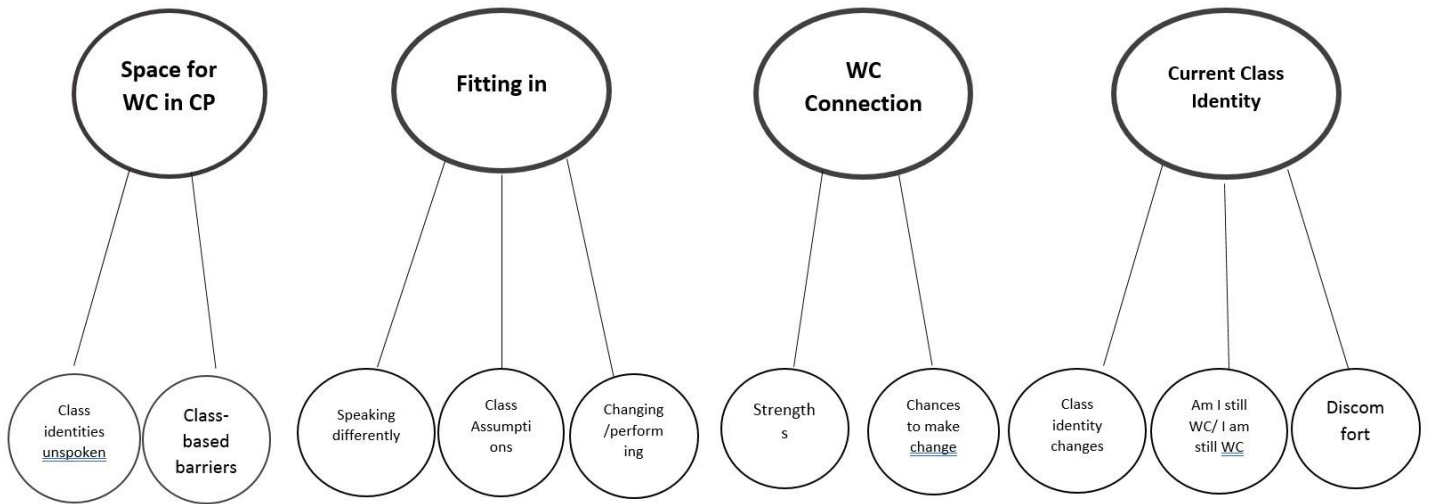 Space for
WC in CP
Fitting in
WC
Connection
Current Class
Identity
Class
identities
unspoken
Class-
based
barriers
Speaking
differently
Class
Assumpti
ons
Changing
/perform
ing
Strength
s
Chances
to make
change
Class
identity
changes
Am I still
WC/ I am
still WC
Discom
fort